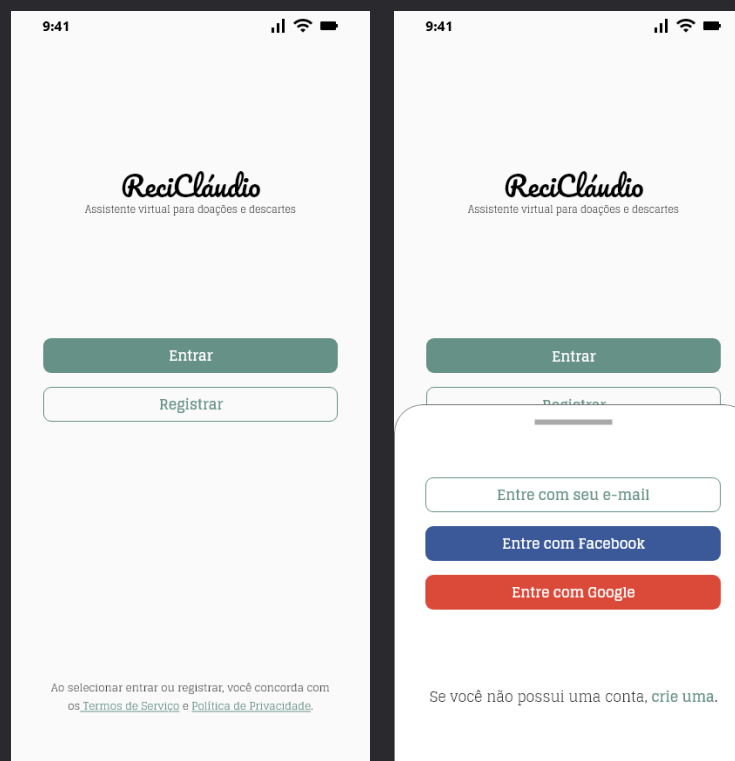 9:41
ReciCláudio
Assistente virtual para doações e descartes
Entrar
Registrar
Ao selecionar entrar ou registrar, você concorda com
os Termos de Serviço e Política de Privacidade.
9:41
ReciCláudio
Assistente virtual para doações e descartes
Entrar
Registrar
Entre com seu e-mail
Entre com Facebook
Entre com Google
Se você não possui uma conta, crie uma.